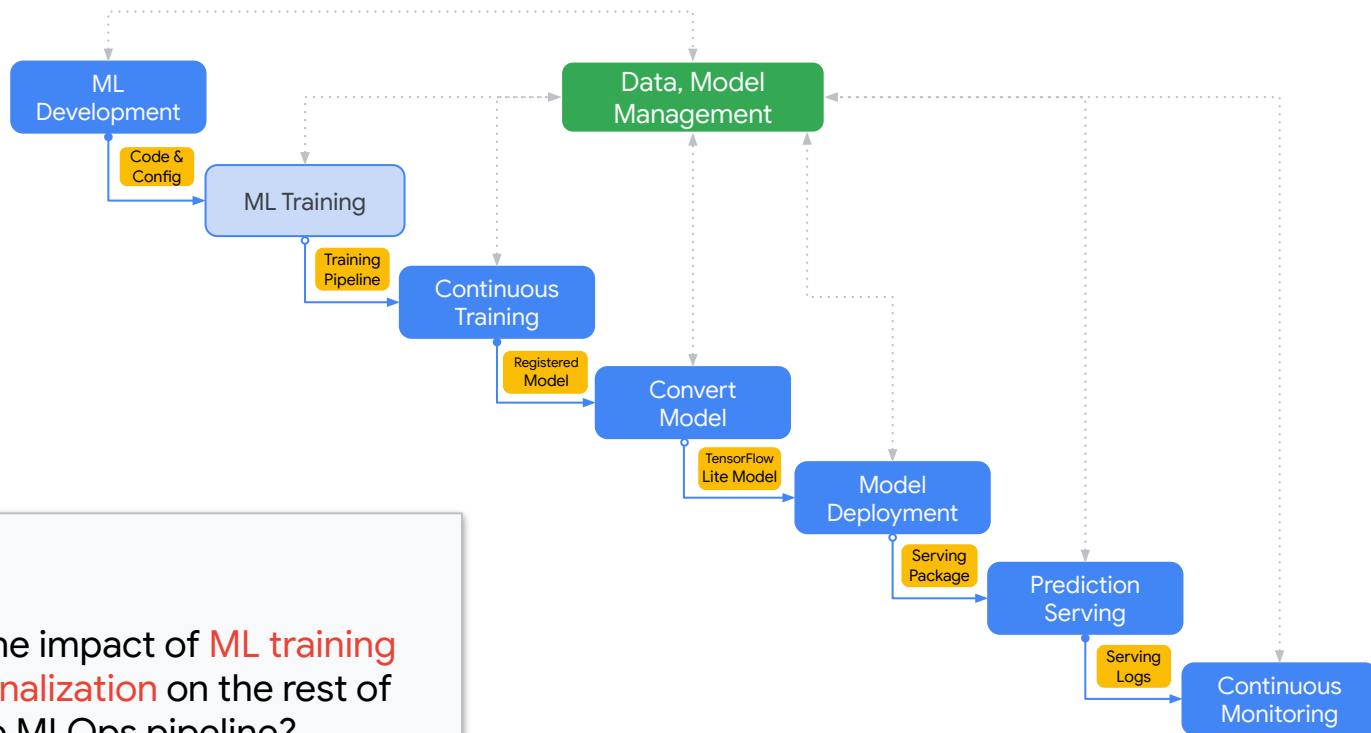 ML
Development
Data, Model
Management
Code &
Config
ML Training
Training
Pipeline
Continuous
Training
Registered
Model
Convert
Model
TensorFlow
Lite Model
Model
Deployment
Serving
Package
Prediction
Serving
Serving
Logs
Continuous
Monitoring
impact of ML training
on the rest of
MLOps pipeline?